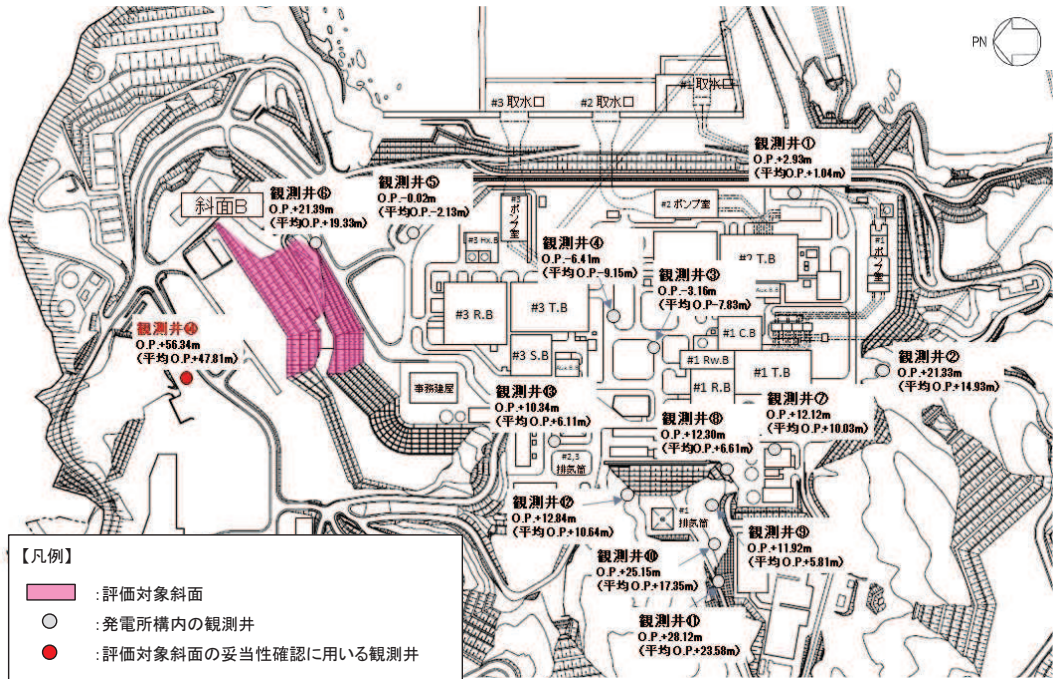 PN
#3 取水口
#2 取水口
#1 取水口
観測井①
O.P.+2.93m
(平均O.P.+1.04m)
観測井⑤
O.P.-0.02m
(平均O.P.-2.13m)
観測井⑥
O.P.+21.39m
(平均O.P.+19.33m)
斜面B
#3
ポンプ室
#2 ポンプ室
#1
ポンプ室
#3 Hx.B
観測井④
O.P.-6.41m
(平均O.P.-9.15m)
#2 T.B
観測井③
O.P.-3.16m
(平均O.P-7.83m)
#3 R.B
#3 T.B
観測井⑭
O.P.+56.34m
(平均O.P.+47.81m)
#1 C.B
#3 S.B
#1 Rw.B
#1 R.B
#1 T.B
観測井②
O.P.+21.33m
(平均O.P.+14.93m)
事務建屋
観測井⑬
O.P.+10.34m
(平均O.P.+6.11m)
観測井⑦
O.P.+12.12m
(平均O.P.+10.03m)
観測井⑧
O.P.+12.30m
(平均O.P.+6.61m)
#2,3
排気筒
観測井⑫
O.P.+12.84m
(平均O.P.+10.64m)
#1
排気筒
観測井⑨
O.P.+11.92m
(平均O.P.+5.81m)
観測井⑩
O.P.+25.15m
(平均O.P.+17.35m)
観測井⑪
O.P.+28.12m
(平均O.P.+23.58m)
【凡例】
:評価対象斜面
:発電所構内の観測井
:評価対象斜面の妥当性確認に用いる観測井